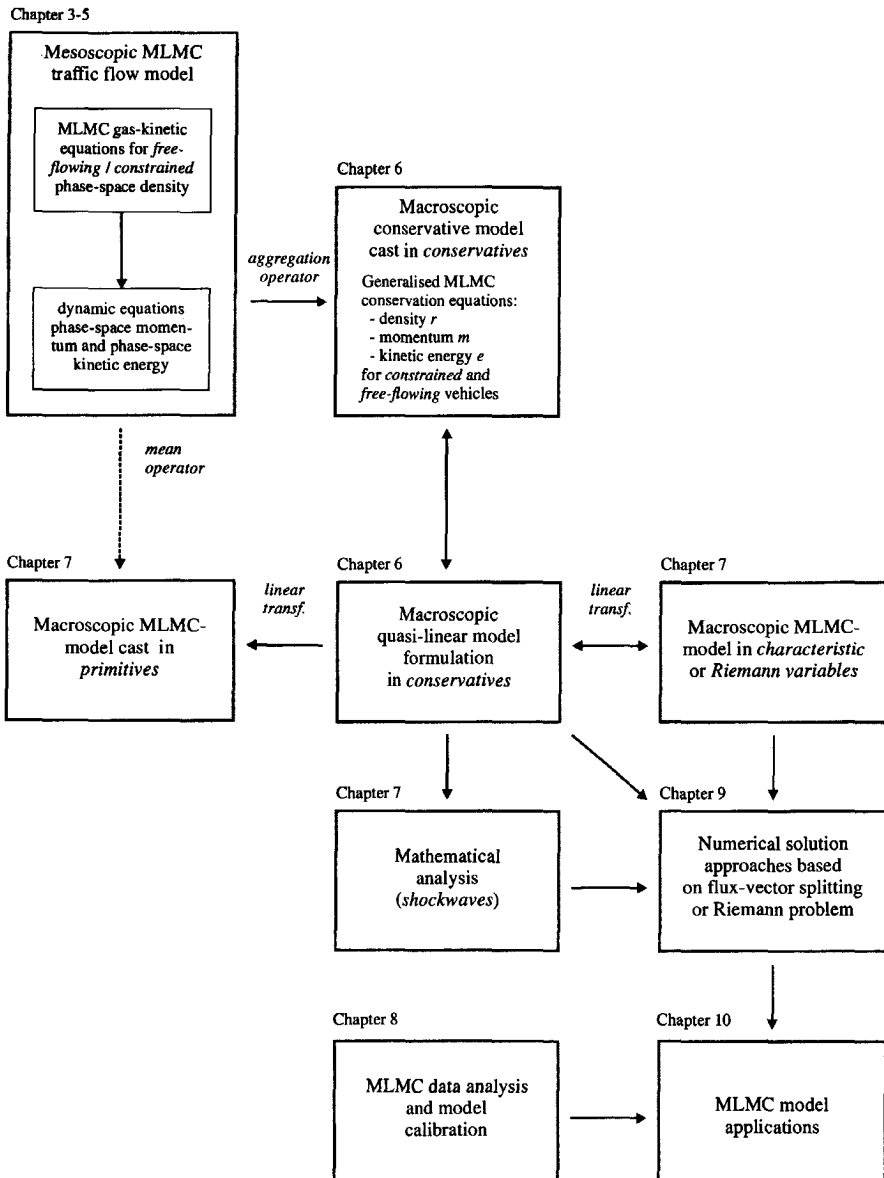 Chapter 3-5
Mesoscopic MLMC
traffic flow model
MLMC gas-kinetic
equations for free-
flowing / constrained
phase-space density
dynamic equations
phase-space momen-
tum and phase-space
kinetic energy
aggregation
operator
Chapter 6
Macroscopic
conservative model
cast in conservatives
Generalised MLMC
conservation equations:
- density r
- momentum m
- kinetic energy e
for constrained and
free-flowing vehicles
mean
operator
Chapter 7
Macroscopic MLMC-
model cast in
primitives
linear
transf.
Chapter 6
Macroscopic
quasi-linear model
formulation
in conservatives
linear
transf.
Chapter 7
Macroscopic MLMC-
model in characteristic
or Riemann variables
Chapter 7
Mathematical
analysis
(shockwaves)
Chapter 9
Numerical solution
approaches based
on flux-vector splitting
or Riemann problem
Chapter 8
MLMC data analysis
and model
calibration
Chapter 10
MLMC model
applications